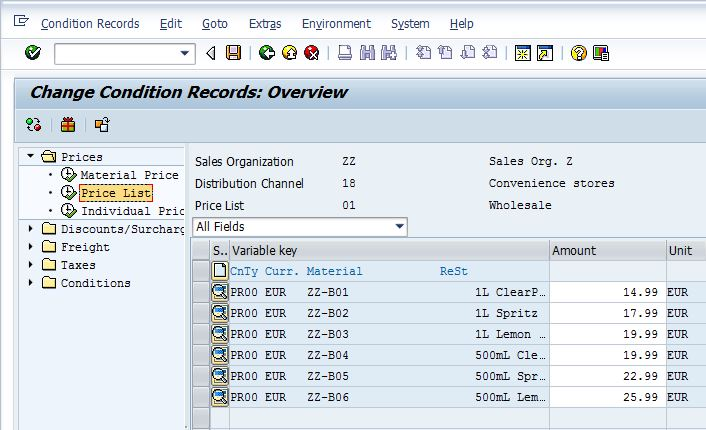 Condition Records Edit Goto Extras Environment System Help
Change Condition Records: Overview
Prices
Material Price
Price List
Individual Pric
Discounts/Surcharg
Freight
Taxes
Conditions
Sales Organization ZZ Sales Org. Z
Distribution Channel 18 Convenience stores
Price List 01 Wholesale
All Fields
S.. Variable key Amount Unit
CnTy Curr. Material ReSt
PR00 EUR ZZ-B01 1L ClearP... 14.99 EUR
PR00 EUR ZZ-B02 1L Spritz 17.99 EUR
PR00 EUR ZZ-B03 1L Lemon 19.99 EUR
PR00 EUR ZZ-B04 500mL Cle... 19.99 EUR
PR00 EUR ZZ-B05 500mL Spr... 22.99 EUR
PR00 EUR ZZ-B06 500mL Lem... 25.99 EUR